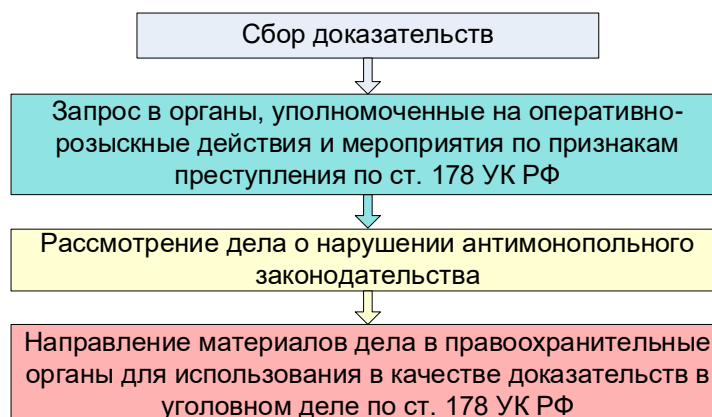 Сбор доказательств
Запрос в органы, уполномоченные на оперативно-
розыскные действия и мероприятия по признакам
преступления по ст. 178 УК РФ
Рассмотрение дела о нарушении антимонопольного
законодательства
Направление материалов дела в правоохранительные
органы для использования в качестве доказательств в
уголовном деле по ст. 178 УК РФ